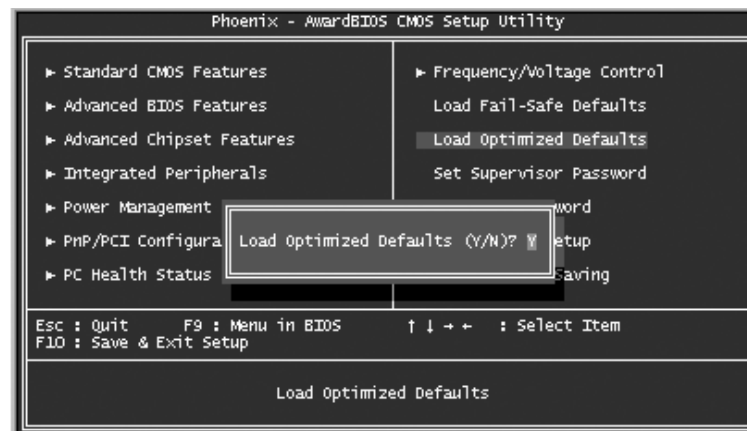 Phoenix - AwardBIOS CMOS Setup Utility
► Standard CMOS Features
► Advanced BIOS Features
► Advanced Chipset Features
► Integrated Peripherals
► Power Management
► PnP/PCI Configura
► PC Health Status
► Frequency/Voltage Control
Load Fail-Safe Defaults
Load Optimized Defaults
Set Supervisor Password
word
etup
Saving
Load Optimized Defaults (Y/N)? Y
Esc : Quit F9 : Menu in BIOS ↑ ↓ → ← : Select Item
F10 : Save & Exit Setup
Load Optimized Defaults